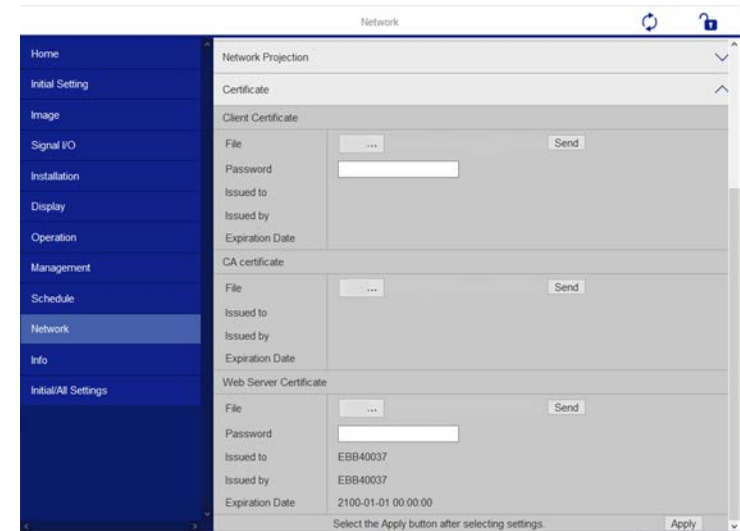 Network
Home
Initial Setting
Image
Signal I/O
Installation
Display
Operation
Management
Schedule
Network
Info
Initial/All Settings
Network Projection
Certificate
Client Certificate
File ... Send
Password
Issued to
Issued by
Expiration Date
CA certificate
File ... Send
Issued to
Issued by
Expiration Date
Web Server Certificate
File ... Send
Password
Issued to EBB40037
Issued by EBB40037
Expiration Date 2100-01-01 00:00:00
Select the Apply button after selecting settings. Apply